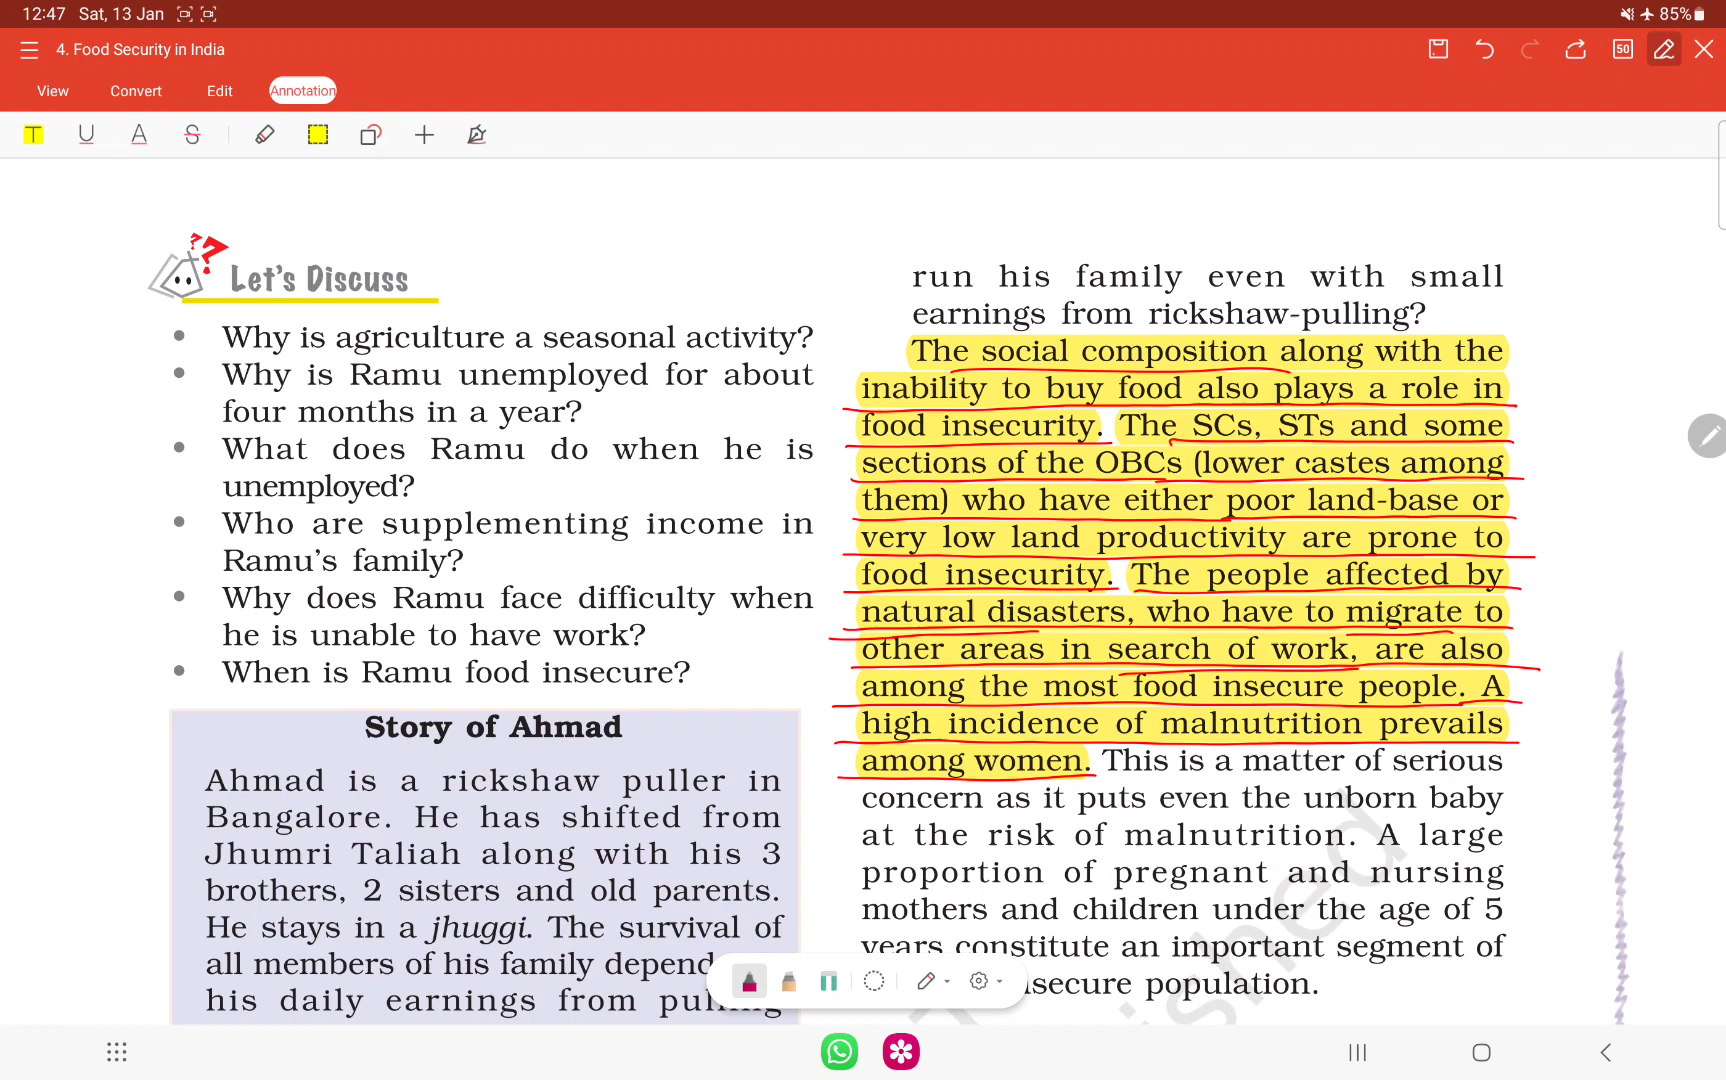 12:47 Sat, 13 Jan
85%
4. Food Security in India
50
View Convert Edit Annotation
T U A S
Let's Discuss
• Why is agriculture a seasonal activity?
• Why is Ramu unemployed for about
four months in a year?
• What does Ramu do when he is
unemployed?
• Who are supplementing income in
Ramu's family?
• Why does Ramu face difficulty when
he is unable to have work?
• When is Ramu food insecure?
Story of Ahmad
Ahmad is a rickshaw puller in
Bangalore. He has shifted from
Jhumri Taliah along with his 3
brothers, 2 sisters and old parents.
He stays in a jhuggi. The survival of
all members of his family depend
his daily earnings from pulling
run his family even with small
earnings from rickshaw-pulling?
The social composition along with the
inability to buy food also plays a role in
food insecurity. The SCs, STs and some
sections of the OBCs (lower castes among
them) who have either poor land-base or
very low land productivity are prone to
food insecurity. The people affected by
natural disasters, who have to migrate to
other areas in search of work, are also
among the most food insecure people. A
high incidence of malnutrition prevails
among women. This is a matter of serious
concern as it puts even the unborn baby
at the risk of malnutrition. A large
proportion of pregnant and nursing
mothers and children under the age of 5
years constitute an important segment of
nsecure population.